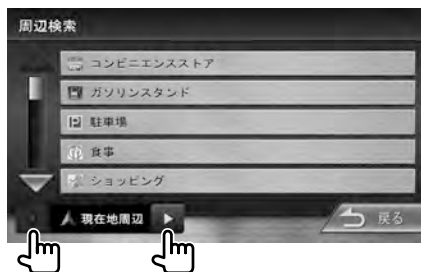 周辺検索
コンビニエンスストア
ガソリンスタンド
駐車場
食事
ショッピング
現在地周辺
戻る